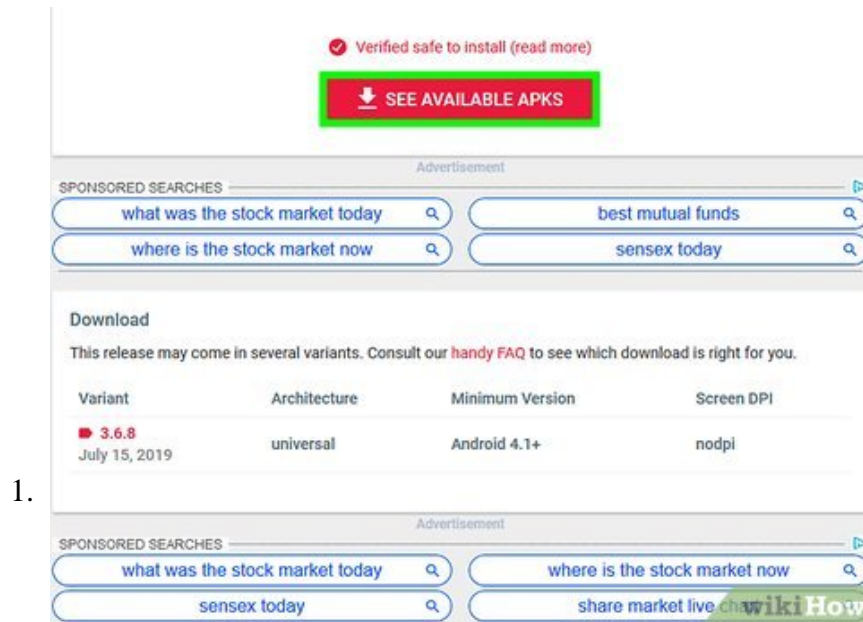 Verified safe to install (read more)
SEE AVAILABLE APKS
Advertisement
SPONSORED SEARCHES
what was the stock market today best mutual funds
where is the stock market now sensex today
Download
This release may come in several variants. Consult our handy FAQ to see which download is right for you.
Variant Architecture Minimum Version Screen DPI
3.6.8
July 15, 2019 universal Android 4.1+ nodpi
1.
Advertisement
SPONSORED SEARCHES
what was the stock market today where is the stock market now
sensex today share market live
wikiHow